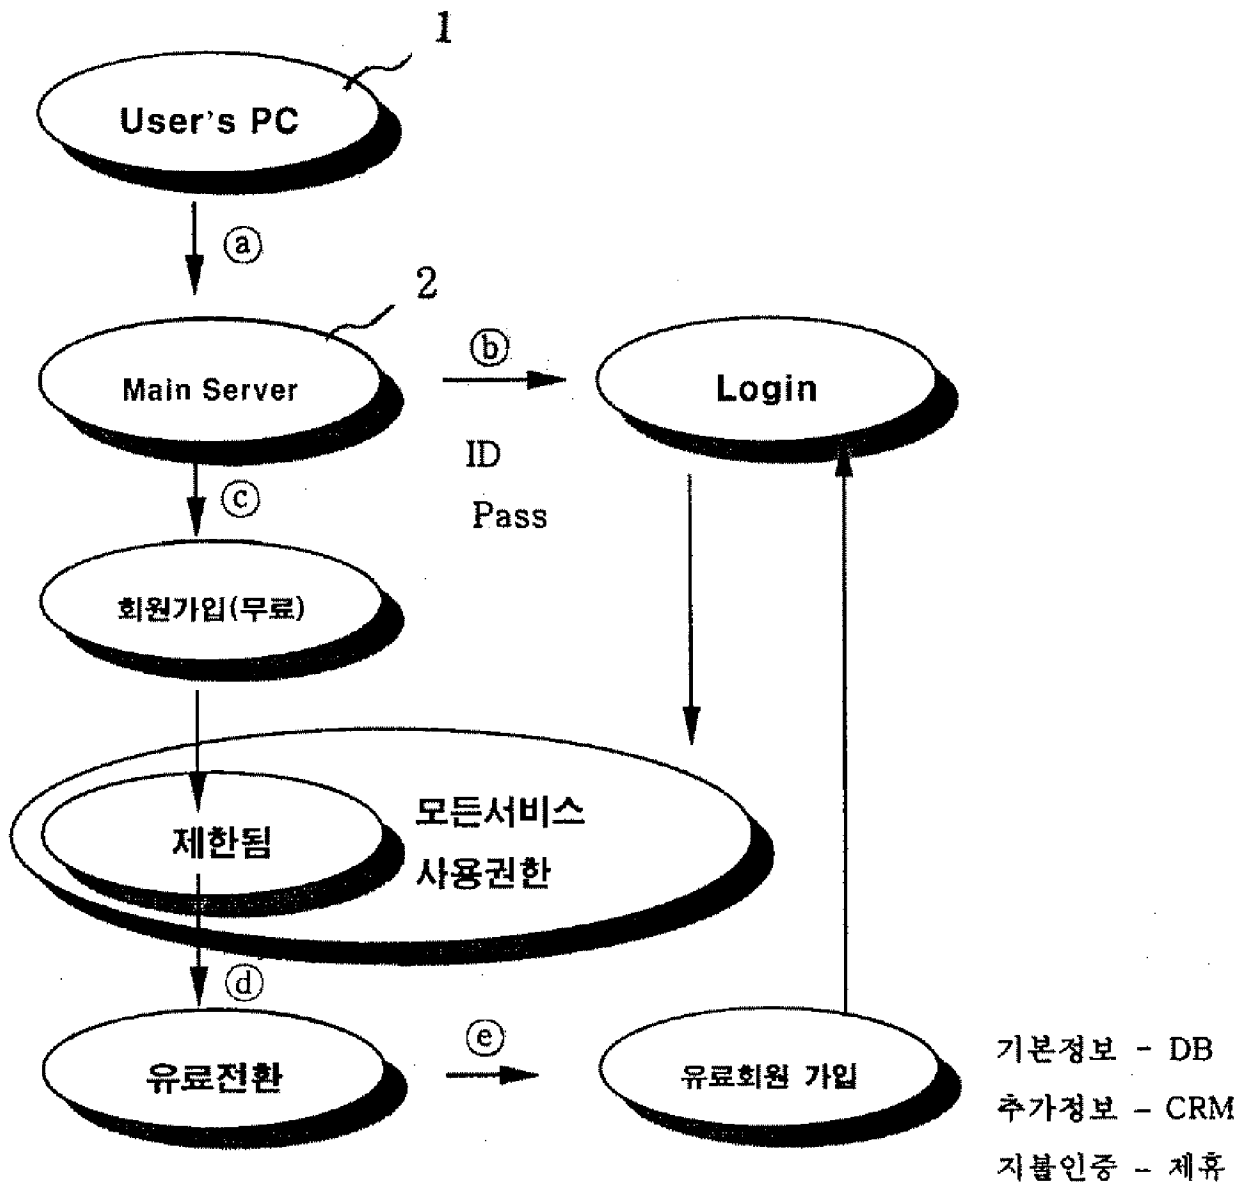 1
User's PC
ⓐ
2
Main Server
ⓑ
Login
ID
Pass
ⓒ
회원가입(무료)
제한됨
모든서비스
사용권한
ⓓ
유료전환
ⓔ
유료회원 가입
기본정보 - DB
추가정보 - CRM
지불인증 - 제휴